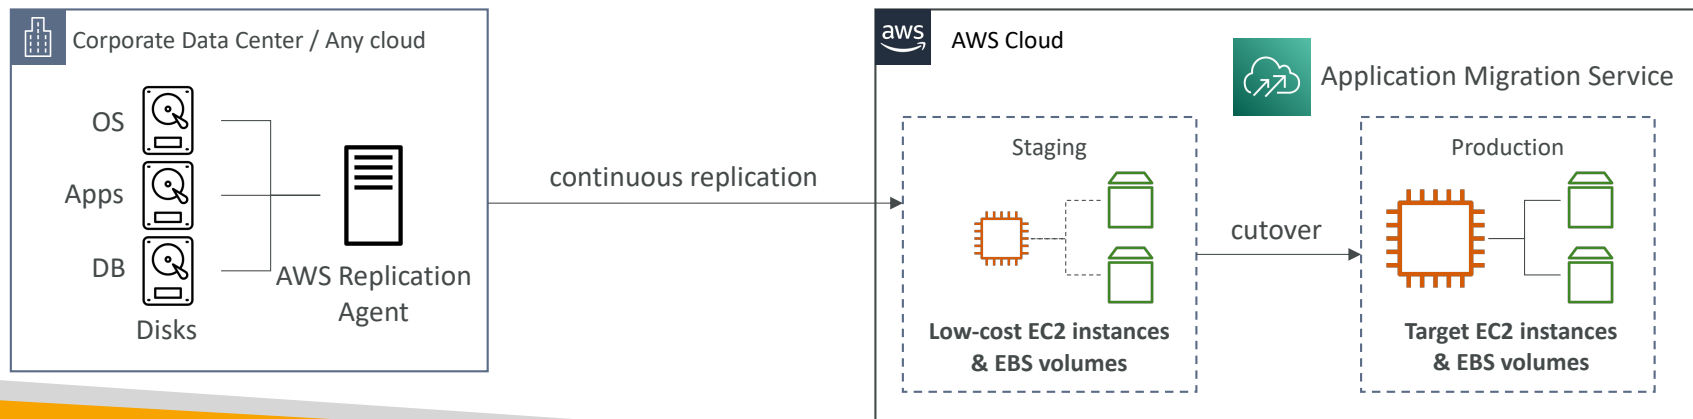 Corporate Data Center / Any cloud
OS
Apps
DB
Disks
AWS Replication
Agent
continuous replication
aws
AWS Cloud
Application Migration Service
Staging
Low-cost EC2 instances
& EBS volumes
cutover
Production
Target EC2 instances
& EBS volumes